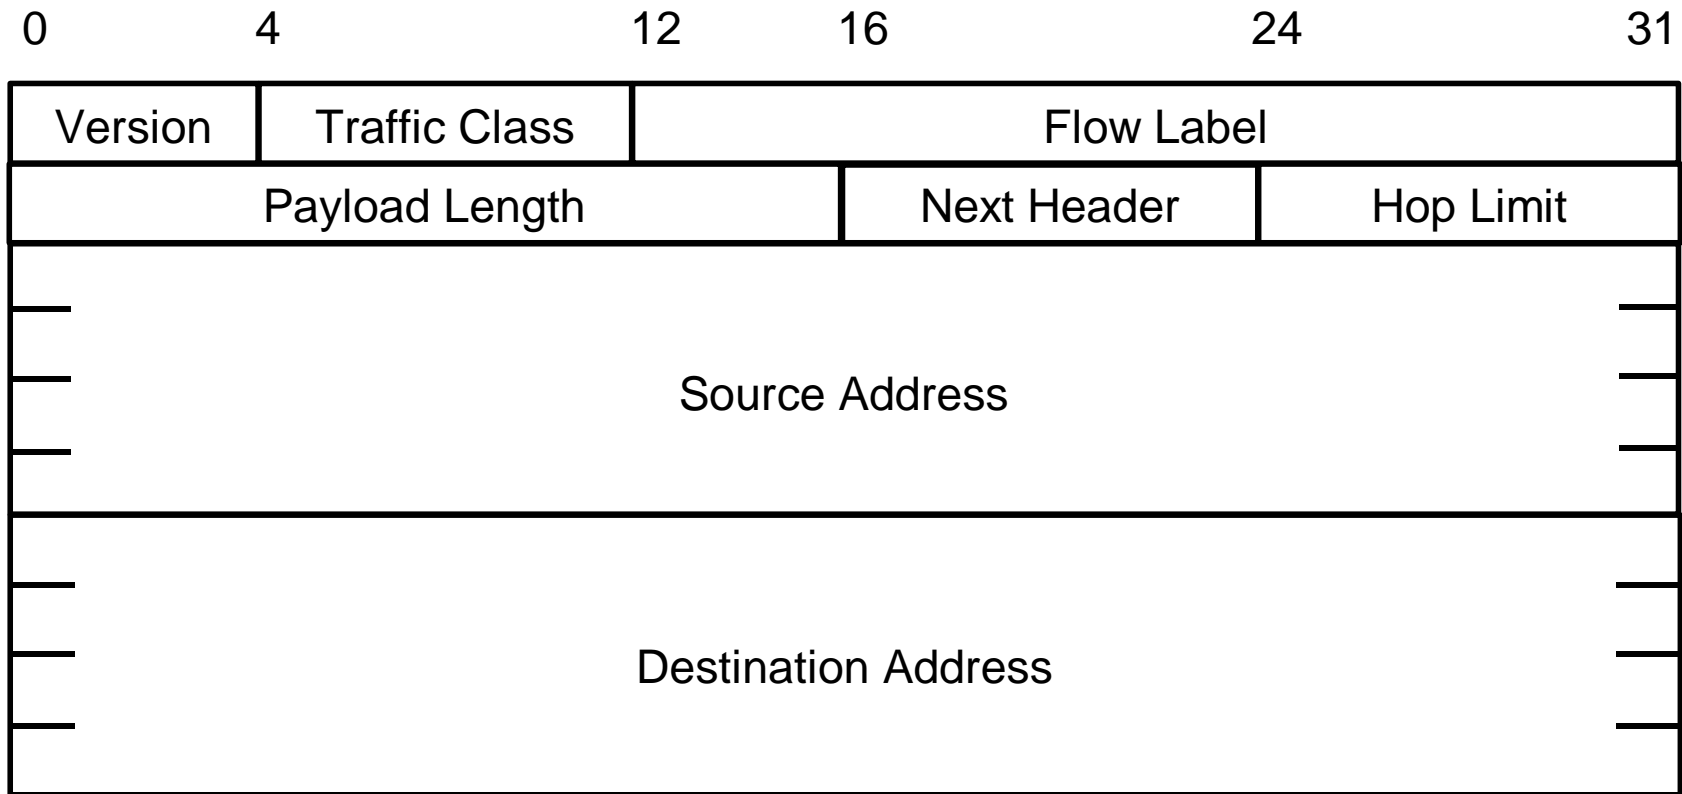 0 4 12 16 24 31
Version Traffic Class Flow Label
Payload Length Next Header Hop Limit
Source Address
Destination Address